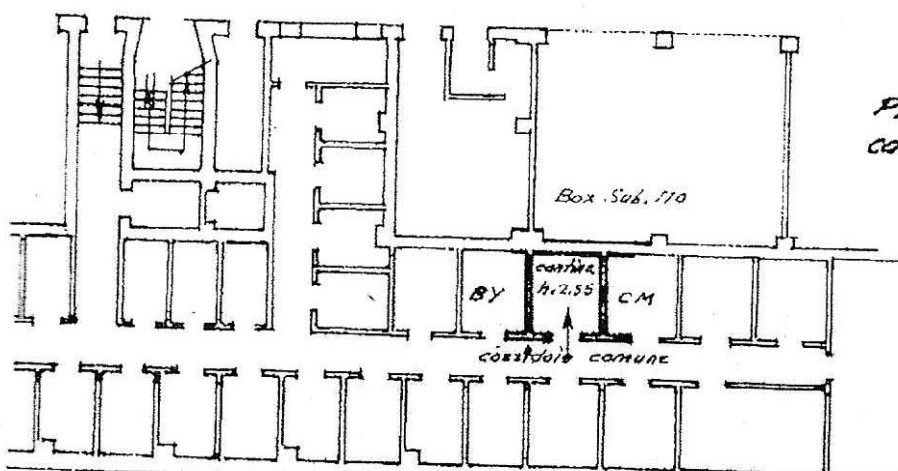 Box Sub. 110
cantina
h. 2,55
BY
CM
corridoio comune